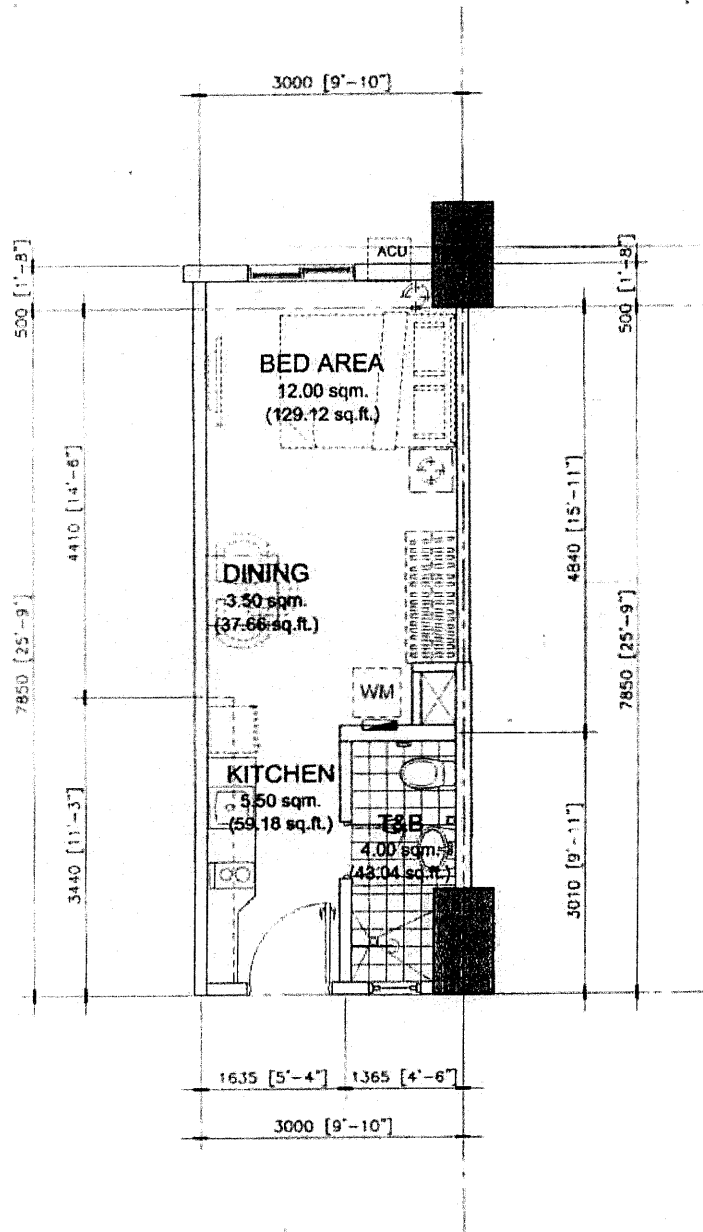 3000 [9'-10"]
ACU
500 [1'-8"]
500 [1'-8"]
BED AREA
12.00 sqm.
(129.12 sq.ft.)
4410 [14'-6"]
4840 [15'-11"]
DINING
3.50 sqm.
(37.66 sq.ft.)
7850 [25'-9"]
7850 [25'-9"]
WM
KITCHEN
5.50 sqm.
(59.18 sq.ft.)
T&B
4.00 sqm.
(43.04 sq.ft.)
3440 [11'-3"]
3010 [9'-11"]
1635 [5'-4"]
1365 [4'-6"]
3000 [9'-10"]